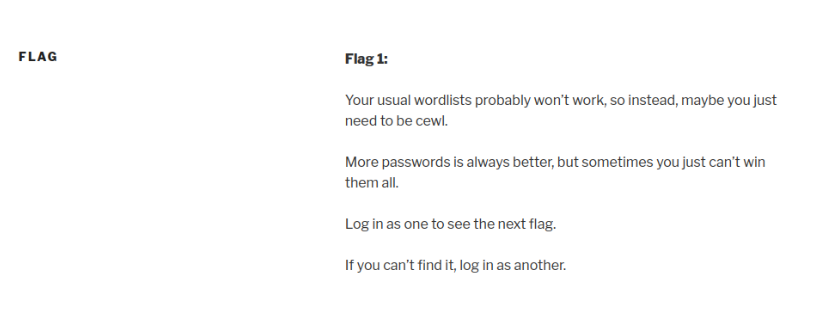 FLAG
Flag 1:
Your usual wordlists probably won't work, so instead, maybe you just
need to be cewl.
More passwords is always better, but sometimes you just can't win
them all.
Log in as one to see the next flag.
If you can't find it, log in as another.